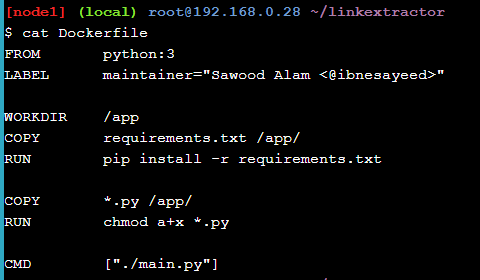 [node1] (local) root@192.168.0.28 ~/linkextractor
$ cat Dockerfile
FROM python:3
LABEL maintainer="Sawood Alam <@ibnesayeed>"
WORKDIR /app
COPY requirements.txt /app/
RUN pip install -r requirements.txt
COPY *.py /app/
RUN chmod a+x *.py
CMD ["./main.py"]